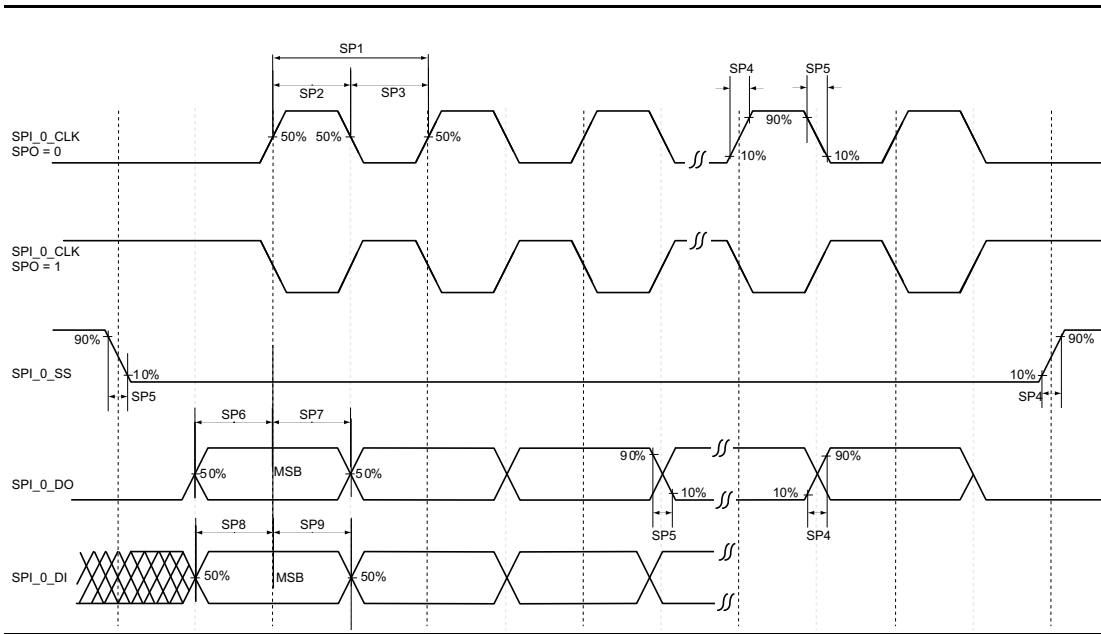 SP1
SP4 SP5
SP2 SP3
SPI_0_CLK
SPO = 0
50% 50% 50% 90%
10% 10%
SPI_0_CLK
SPO = 1
90% 90%
SPI_0_SS
10% 10%
SP5 SP4
SP6 SP7
90% 90%
50% MSB 50%
SPI_0_DO
10% 10%
SP8 SP9 SP5 SP4
SPI_0_DI
50% MSB 50%